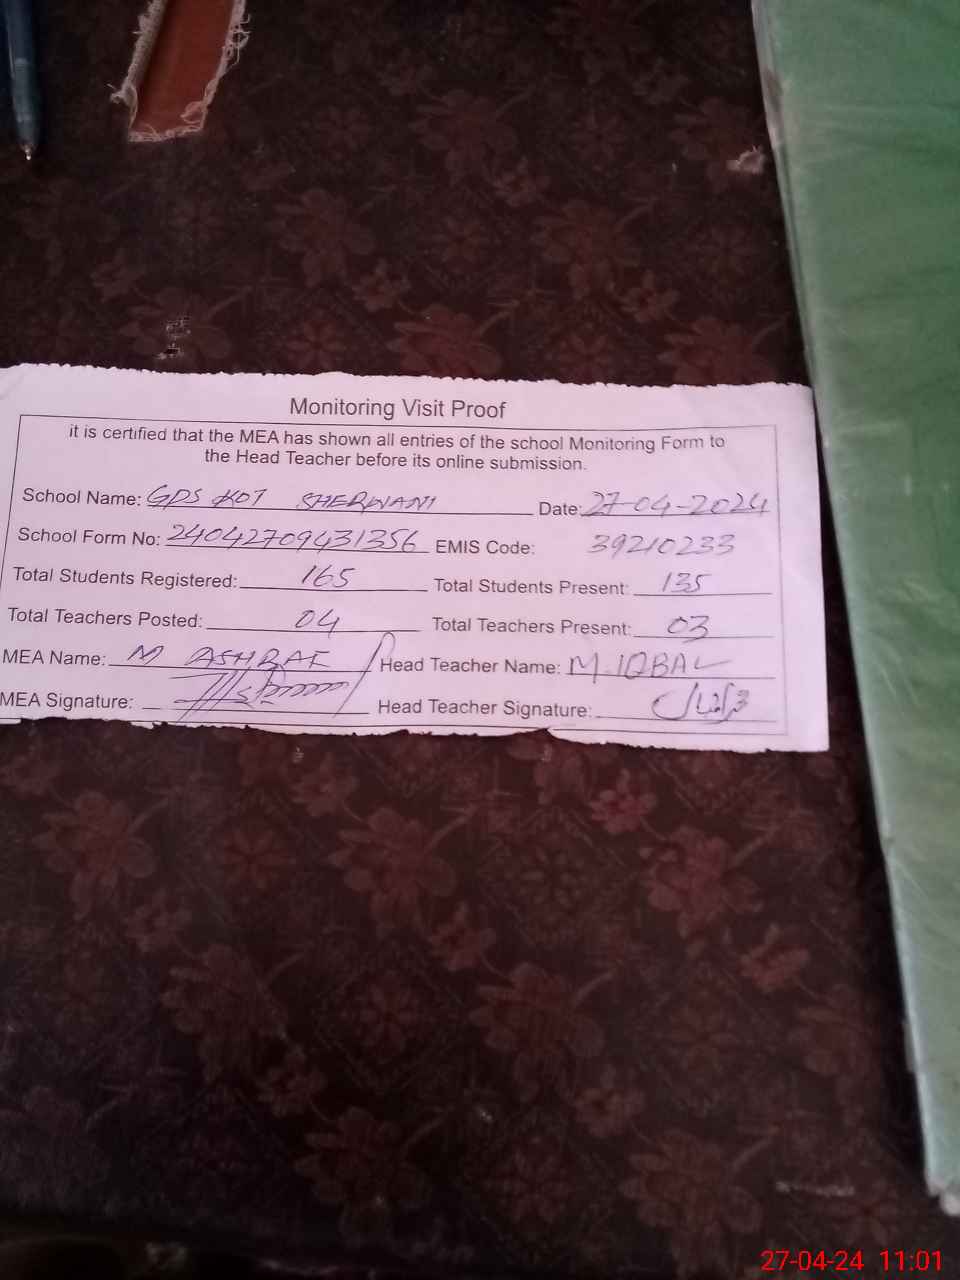 Monitoring Visit Proof
it is certified that the MEA has shown all entries of the school Monitoring Form to
the Head Teacher before its online submission.
School Name: GPS KOT SHERWANI Date: 27-04-2024
School Form No: 24042709431356 EMIS Code: 39210233
Total Students Registered: 165 Total Students Present: 135
Total Teachers Posted: 04 Total Teachers Present: 03
MEA Name: M ASHRAF Head Teacher Name: M.IQBAL
MEA Signature: Head Teacher Signature:
27-04-24 11:01